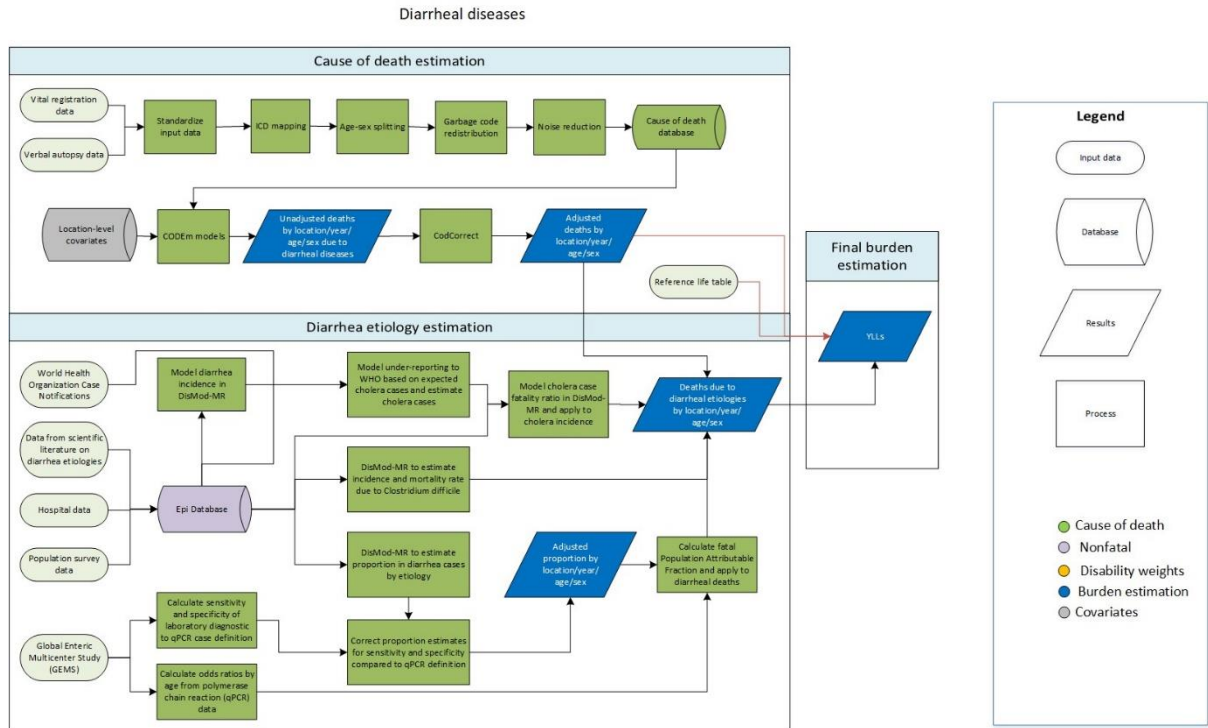 Diarrheal diseases
Cause of death estimation
Vital registration
data
Verbal autopsy data
Standardize
input data
ICD mapping
Age-sex splitting
Garbage code
redistribution
Noise reduction
Cause of death
database
Location-level
covariates
CODEm models
Unadjusted deaths
by location/year/
age/sex due to
diarrheal diseases
CodCorrect
Adjusted
deaths by
location/year/
age/sex
Reference life table
Final burden
estimation
YLLs
Diarrhea etiology estimation
World Health
Organization Case
Notifications
Data from scientific
literature on
diarrhea etiologies
Hospital data
Population survey
data
Global Enteric
Multicenter Study
(GEMS)
Model diarrhea
incidence in
DisMod-MR
Epi Database
Calculate sensitivity
and specificity of
laboratory diagnostic
to qPCR case definition
Calculate odds ratios by
age from polymerase
chain reaction (qPCR)
data
Model under-reporting to
WHO based on expected
cholera cases and estimate
cholera cases
DisMod-MR to estimate
incidence and mortality rate
due to Clostridium difficile
DisMod-MR to estimate
proportion in diarrhea cases
by etiology
Correct proportion estimates
for sensitivity and specificity
compared to qPCR definition
Model cholera case
fatality ratio in DisMod-
MR and apply to
cholera incidence
Adjusted
proportion by
location/year/
age/sex
Deaths due to
diarrheal etiologies
by location/year/
age/sex
Calculate fatal
Population Attributable
Fraction and apply to
diarrheal deaths
Legend
Input data
Database
Results
Process
Cause of death
Nonfatal
Disability weights
Burden estimation
Covariates